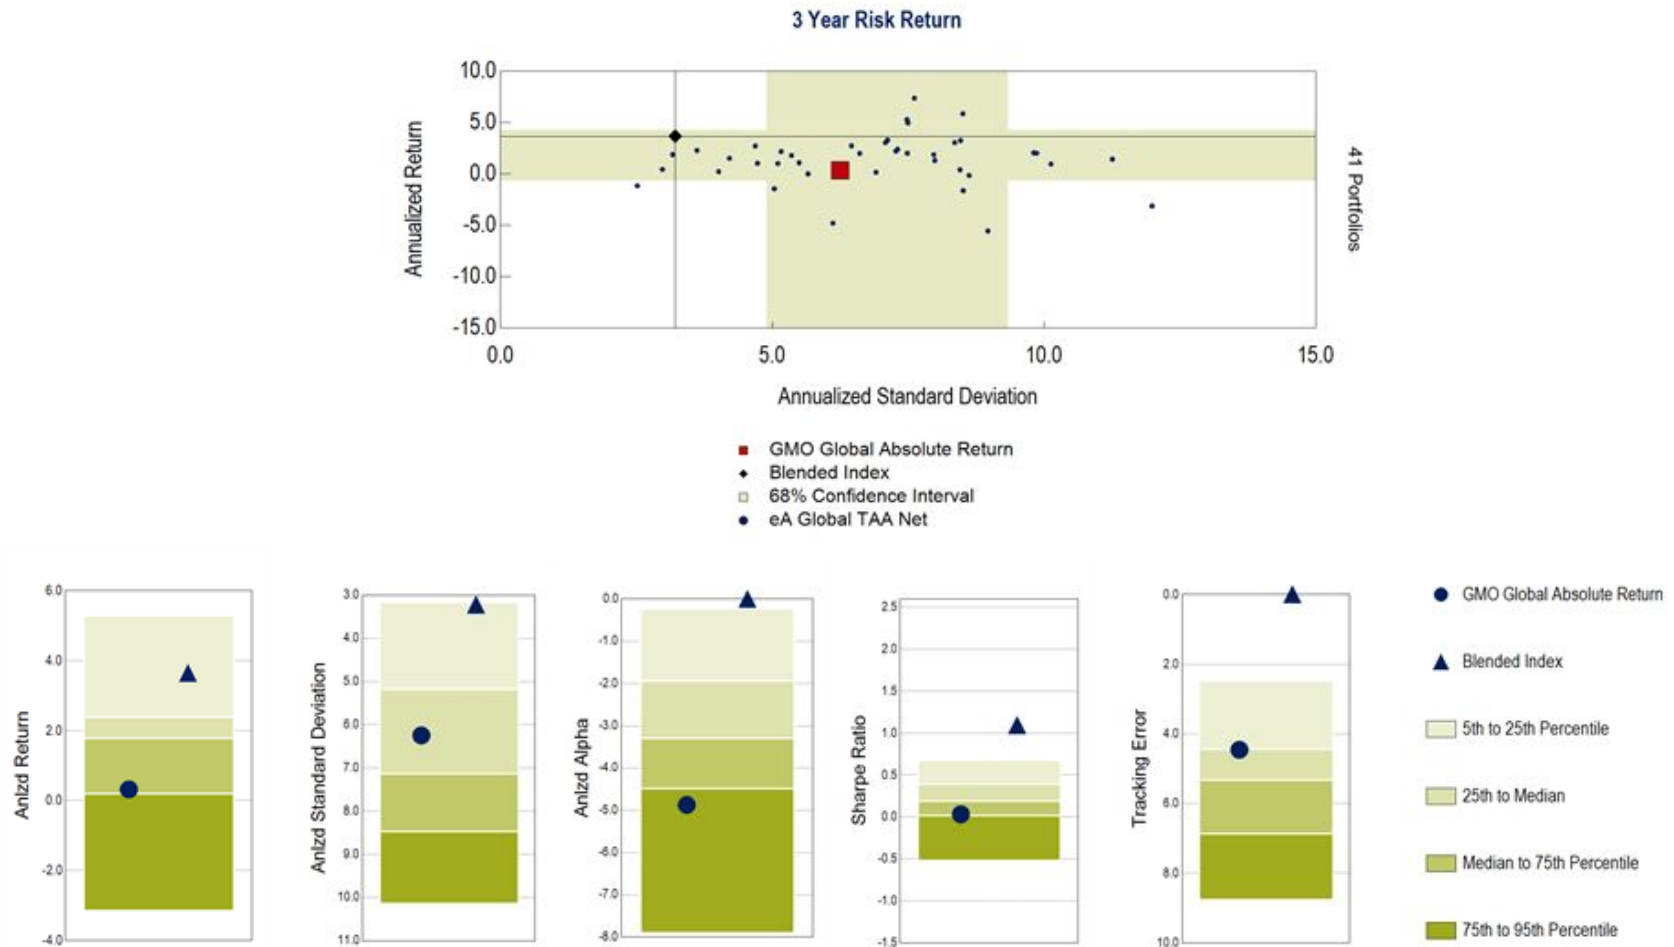 3 Year Risk Return
10.0
5.0
0.0
-5.0
-10.0
-15.0
Annualized Return
0.0 5.0 10.0 15.0
Annualized Standard Deviation
41 Portfolios
GMO Global Absolute Return
Blended Index
68% Confidence Interval
eA Global TAA Net
Anlzd Return
6.0
4.0
2.0
0.0
-2.0
-4.0
Anlzd Standard Deviation
3.0
4.0
5.0
6.0
7.0
8.0
9.0
10.0
11.0
Anlzd Alpha
0.0
-1.0
-2.0
-3.0
-4.0
-5.0
-6.0
-7.0
-8.0
Sharpe Ratio
2.5
2.0
1.5
1.0
0.5
0.0
-0.5
-1.0
-1.5
Tracking Error
0.0
2.0
4.0
6.0
8.0
10.0
GMO Global Absolute Return
Blended Index
5th to 25th Percentile
25th to Median
Median to 75th Percentile
75th to 95th Percentile